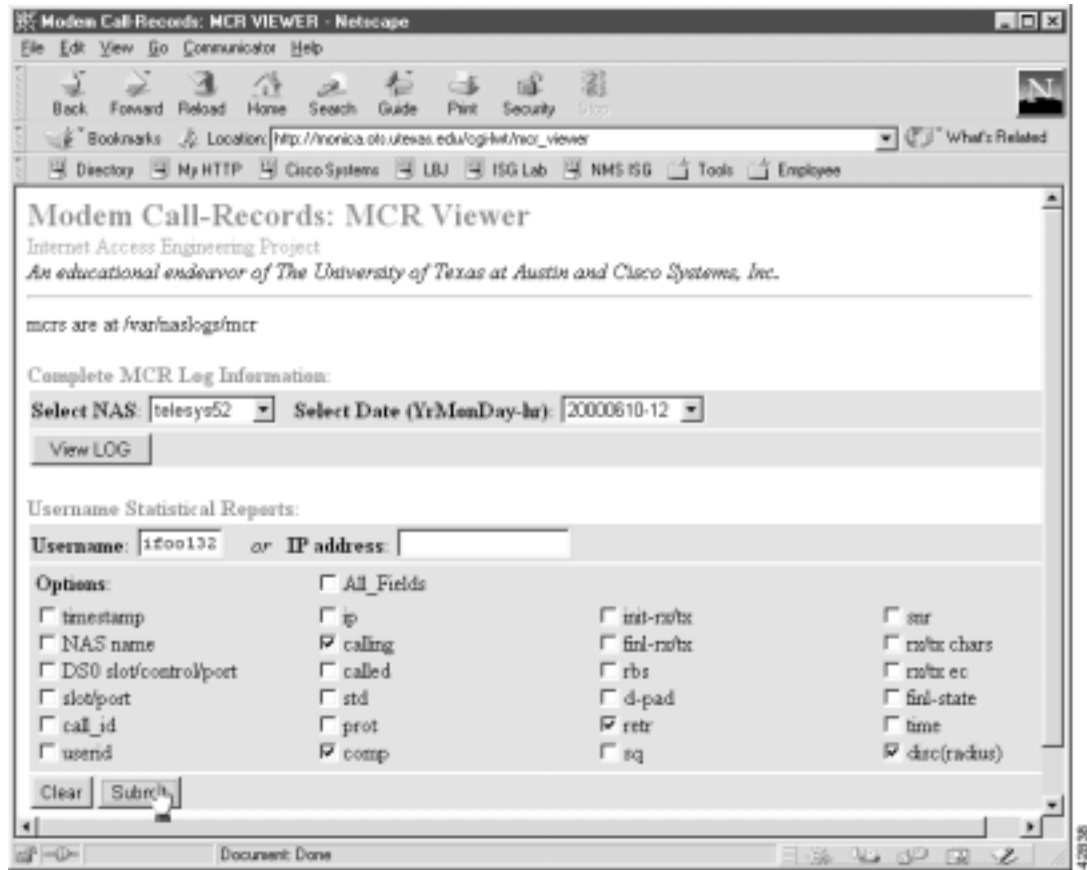 Modem Call-Records: MCR VIEWER - Netscape
File Edit View Go Communicator Help
Back Forward Reload Home Search Guide Print Security Stop
Bookmarks Location: http://monica.ots.utexas.edu/cgi-lwt/mcr_viewer What's Related
Directory My HTTP Cisco Systems LBJ ISG Lab NMS ISG Tools Employee
Modem Call-Records: MCR Viewer
Internet Access Engineering Project
An educational endeavor of The University of Texas at Austin and Cisco Systems, Inc.
mcrs are at /var/naslogs/mcr
Complete MCR Log Information:
Select NAS: telesys52 Select Date (YrMonDay-hr): 20000610-12
View LOG
Username Statistical Reports:
Username: ifoo132 or IP address:
Options: All_Fields
timestamp ip init-rx/tx snr
NAS name calling finl-rx/tx rx/tx chars
DS0 slot/control/port called rbs rx/tx ec
slot/port std d-pad finl-state
call_id prot retr time
userid comp sq disc(radius)
Clear Submit
Document: Done
42838